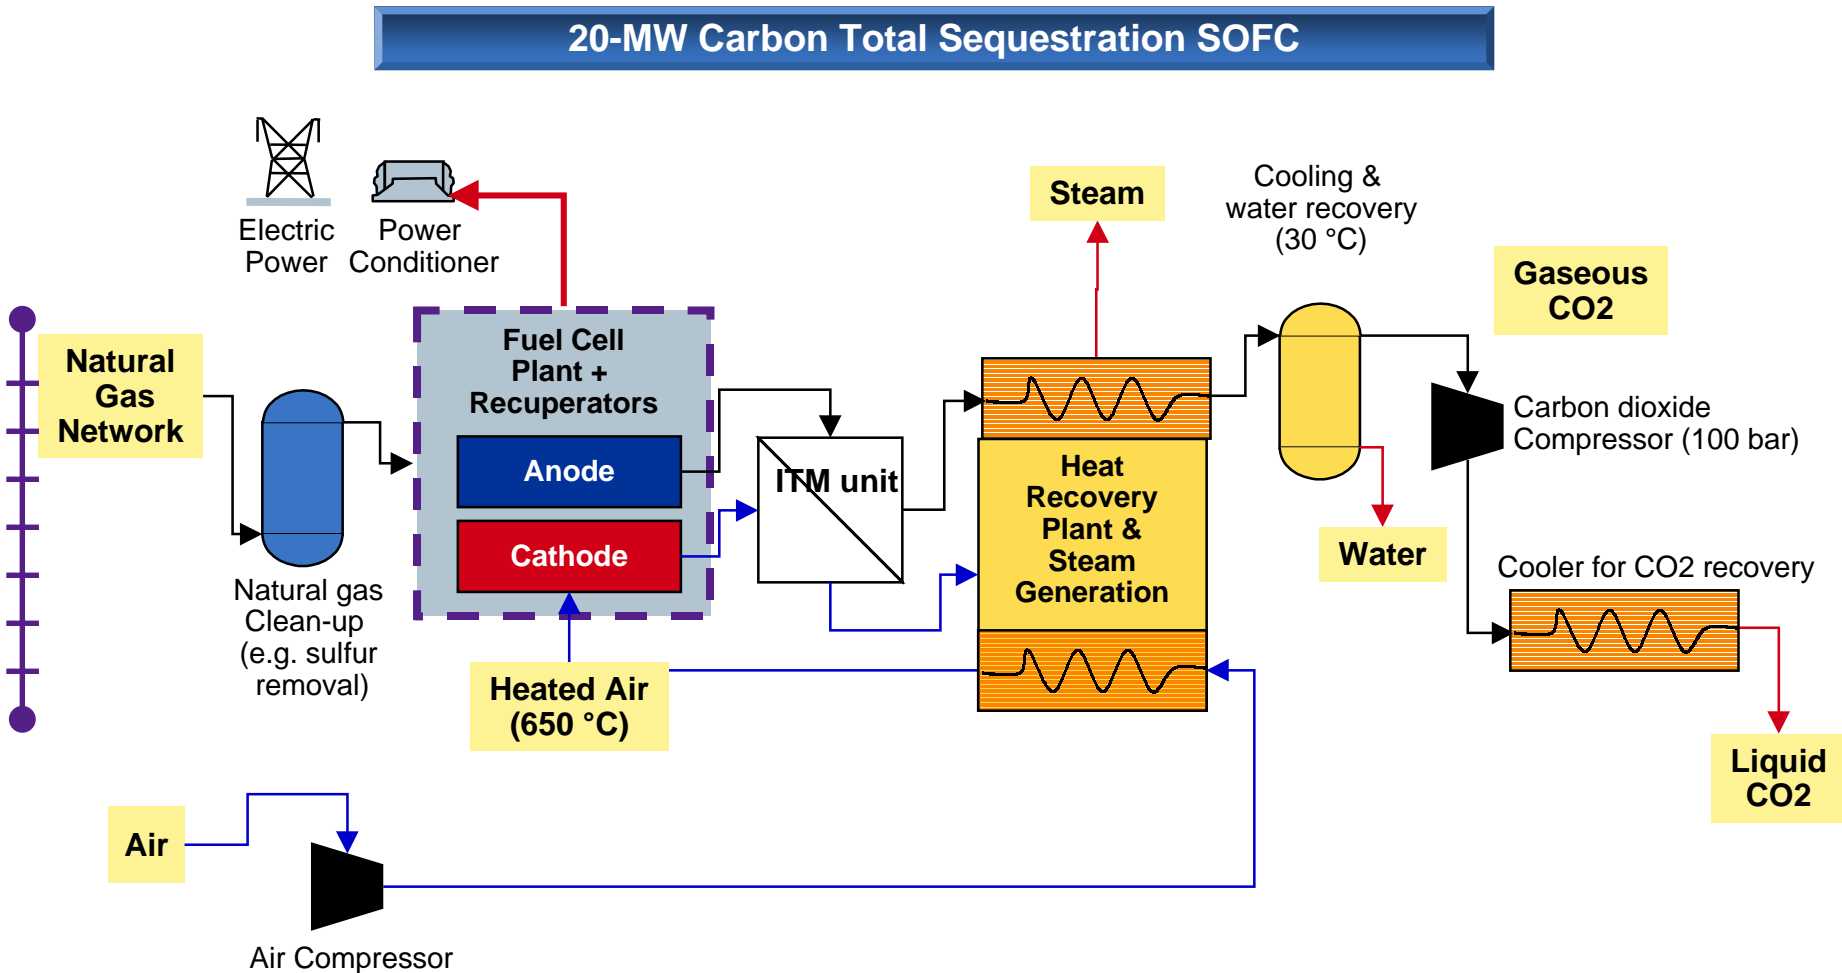 20-MW Carbon Total Sequestration SOFC
Electric
Power
Power
Conditioner
Steam
Cooling &
water recovery
(30 °C)
Gaseous
CO2
Natural
Gas
Network
Fuel Cell
Plant +
Recuperators
Anode
Cathode
ITM unit
Heat
Recovery
Plant &
Steam
Generation
Carbon dioxide
Compressor (100 bar)
Water
Cooler for CO2 recovery
Natural gas
Clean-up
(e.g. sulfur
removal)
Heated Air
(650 °C)
Liquid
CO2
Air
Air Compressor